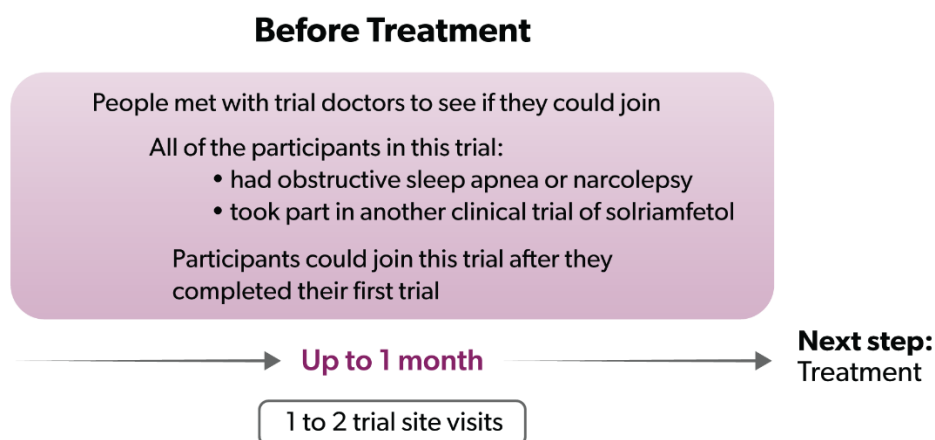 Before Treatment
People met with trial doctors to see if they could join
All of the participants in this trial:
• had obstructive sleep apnea or narcolepsy
• took part in another clinical trial of solriamfetol
Participants could join this trial after they
completed their first trial
Up to 1 month
Next step:
Treatment
1 to 2 trial site visits